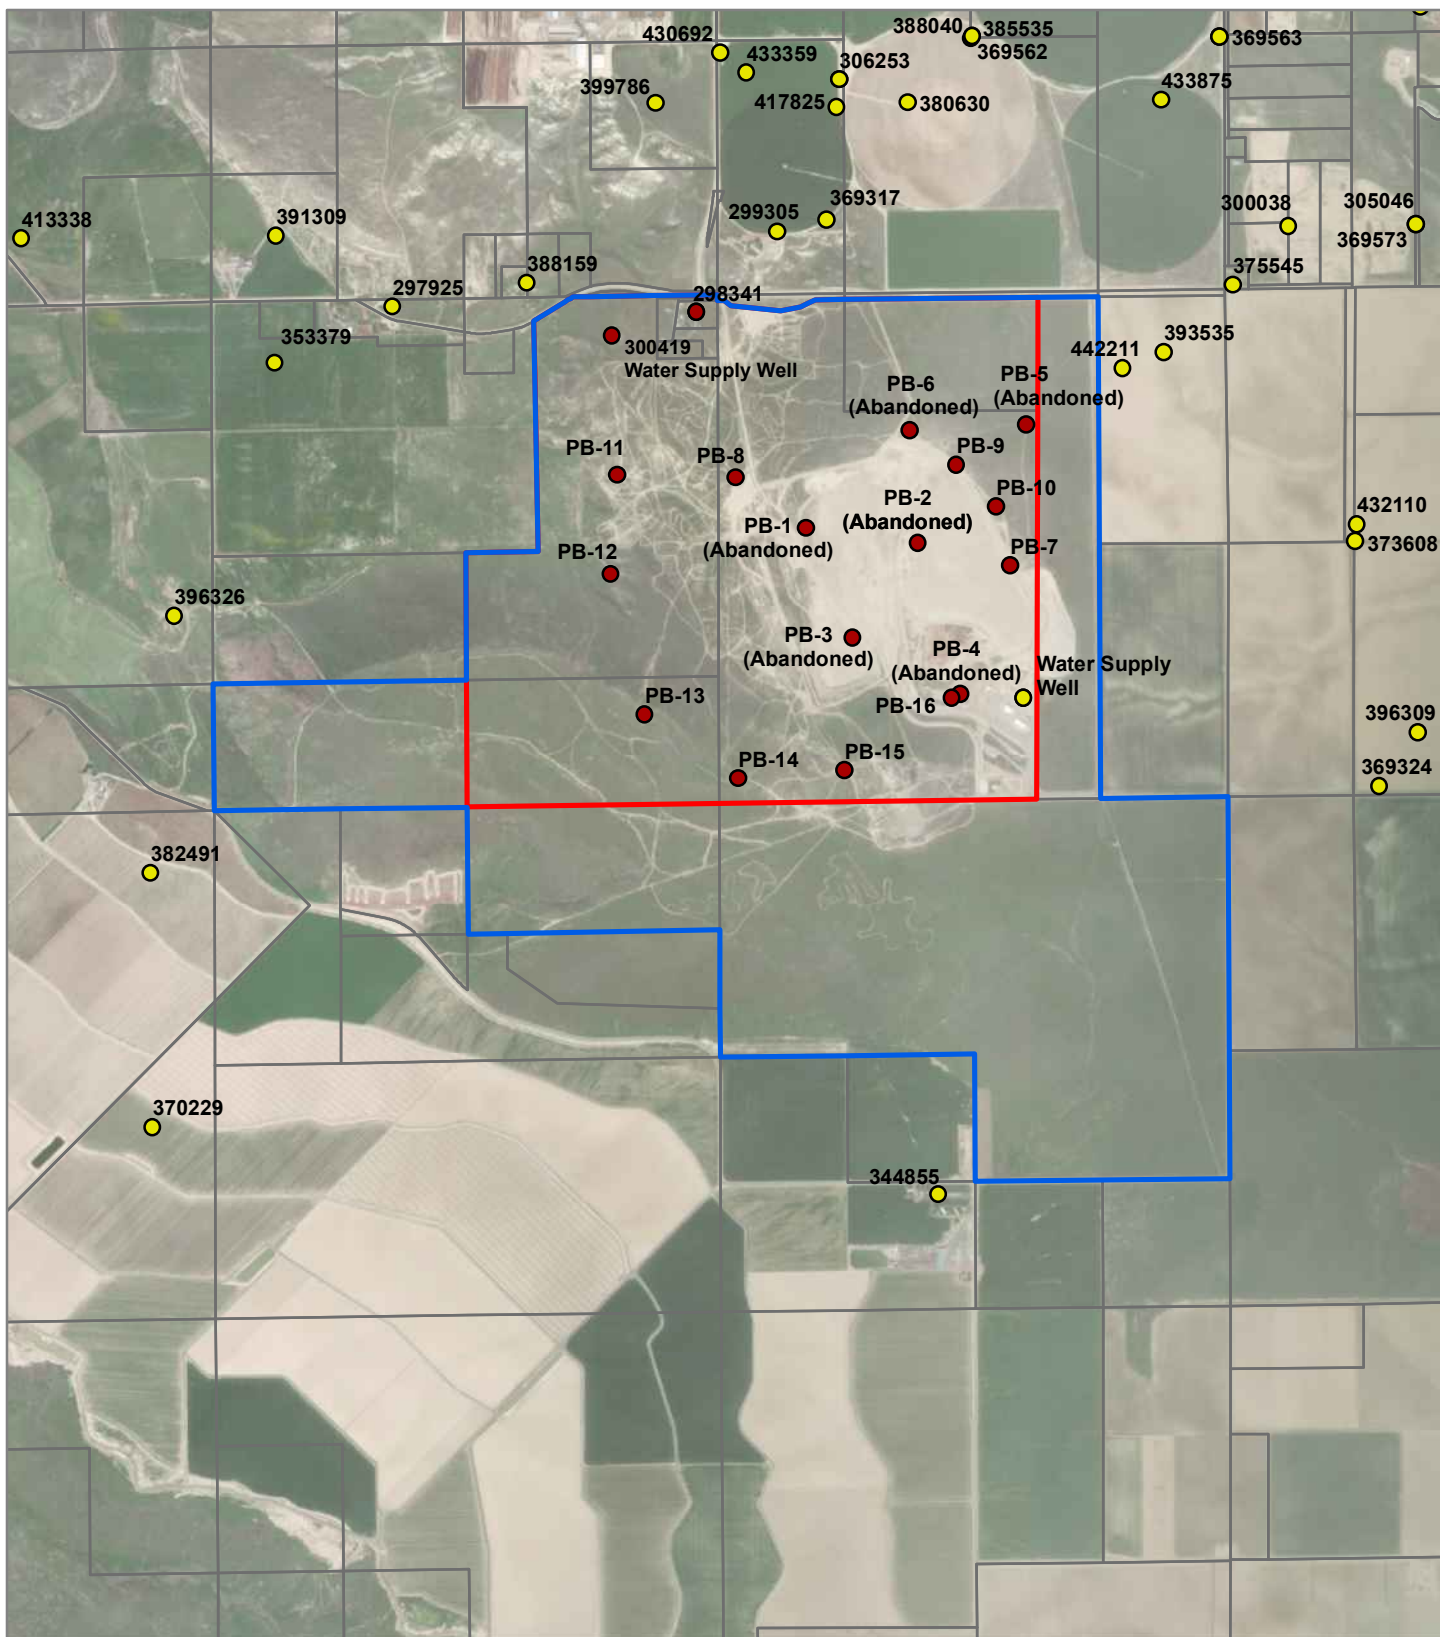 388040
385535
369562
369563
430692
433359
306253
399786
417825
380630
433875
413338
391309
299305
369317
300038
305046
369573
375545
388159
297925
298341
353379
300419
Water Supply Well
442211
393535
PB-5
(Abandoned)
PB-6
(Abandoned)
PB-11
PB-8
PB-9
PB-10
PB-2
(Abandoned)
PB-1
(Abandoned)
432110
373608
PB-12
PB-7
396326
PB-3
(Abandoned)
PB-4
(Abandoned)
Water Supply
Well
PB-13
PB-16
396309
PB-14
PB-15
369324
382491
370229
344855